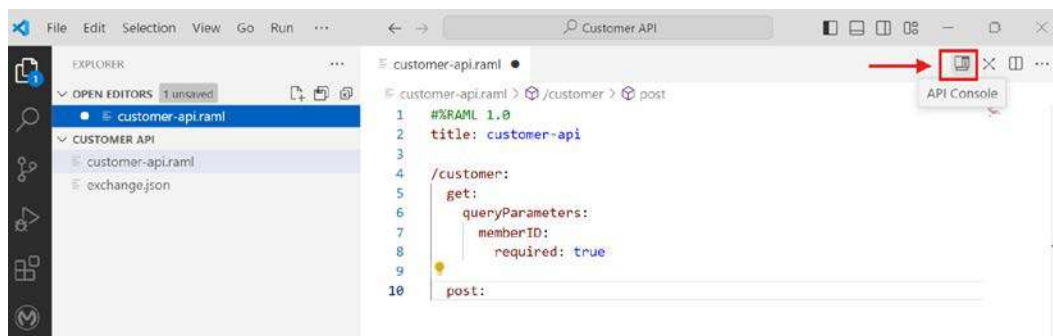 File Edit Selection View Go Run ··· Customer API
EXPLORER ···
OPEN EDITORS 1 unsaved
customer-api.raml
CUSTOMER API
customer-api.raml
exchange.json
1
customer-api.raml
customer-api.raml > /customer > post
API Console
1 #%RAML 1.0
2 title: customer-api
3
4 /customer:
5 get:
6 queryParameters:
7 memberID:
8 required: true
9
10 post: